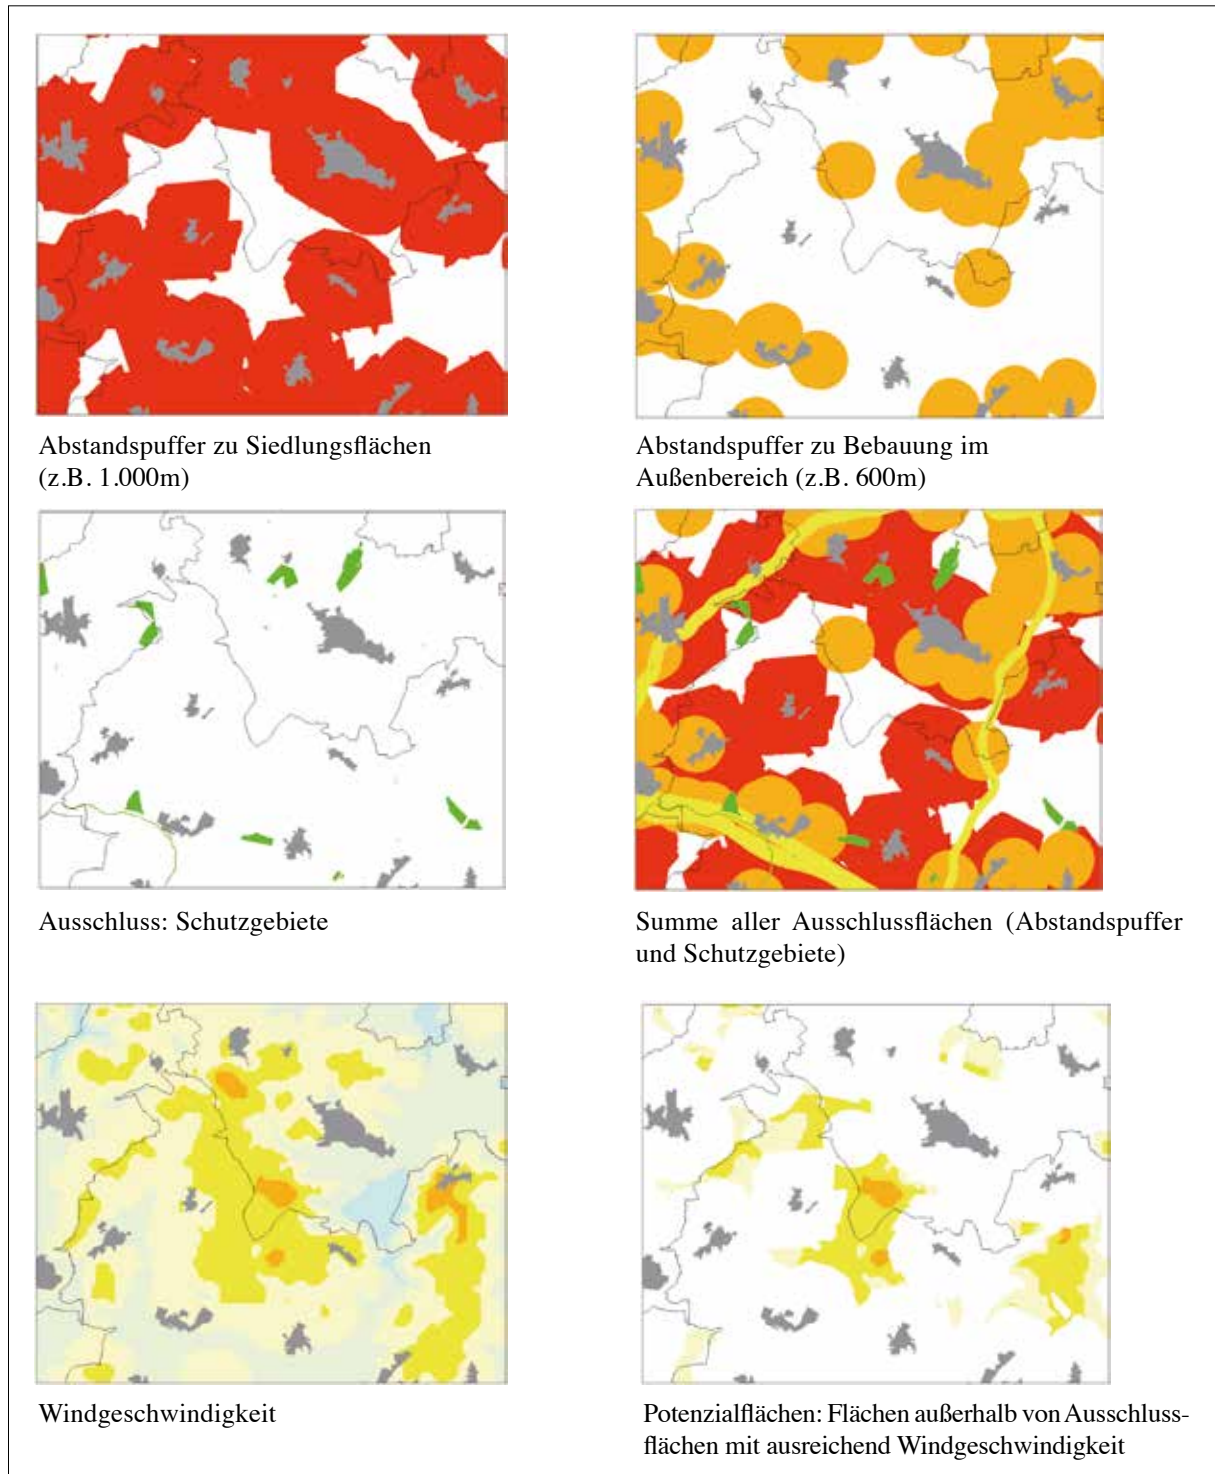 Abstandspuffer zu Siedlungsflächen
(z.B. 1.000m)
Abstandspuffer zu Bebauung im
Außenbereich (z.B. 600m)
Ausschluss: Schutzgebiete
Summe aller Ausschlussflächen (Abstandspuffer
und Schutzgebiete)
Windgeschwindigkeit
Potenzialflächen: Flächen außerhalb von Ausschluss-
flächen mit ausreichend Windgeschwindigkeit